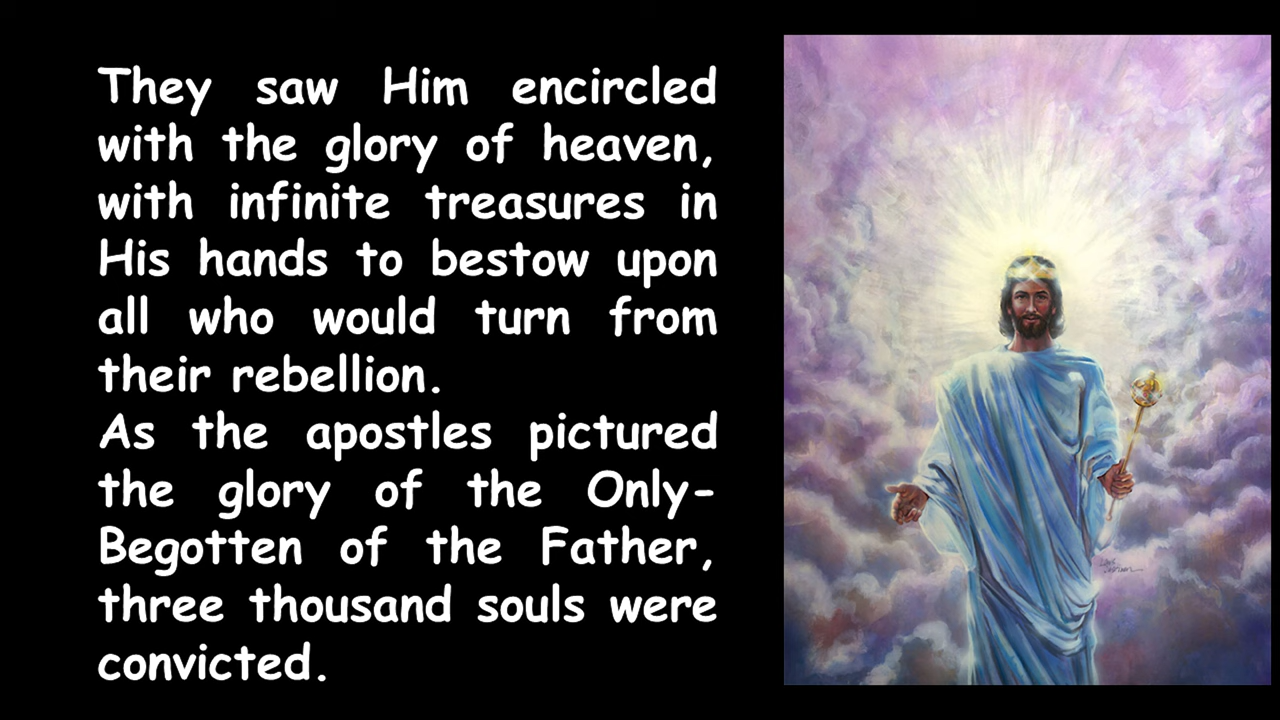 They saw Him encircled
with the glory of heaven,
with infinite treasures in
His hands to bestow upon
all who would turn from
their rebellion.
As the apostles pictured
the glory of the Only-
Begotten of the Father,
three thousand souls were
convicted.